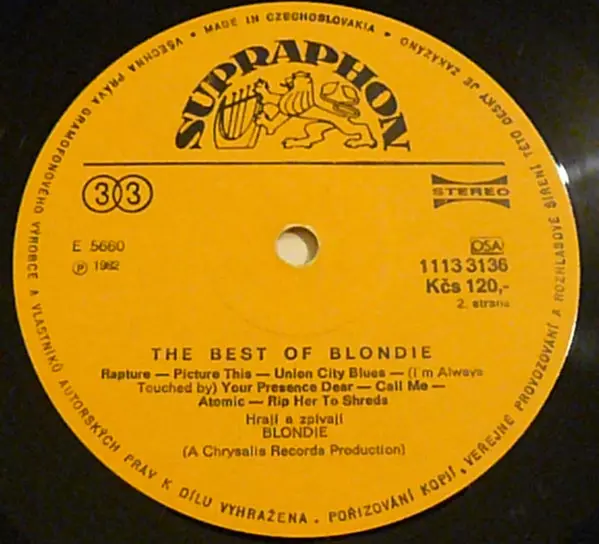 MADE IN CZECHOSLOVAKIA • VŠECHNA PRÁVA GRAMOFONOVÉHO VÝROBCE A VLASTNÍKŮ AUTORSKÝCH PRÁV K DÍLU VYHRAŽENA. POŘIZOVÁNÍ KOPIÍ, VEŘEJNÉ PROVOZOVÁNÍ A ROZHLASOVÉ ŠÍŘENÍ TÉTO DESKY JE ZAKÁZÁNO •
SUPRAPHON
33
STEREO
E 5660
OSA
Ⓟ 1982
1113 3136
Kčs 120,-
2. strana
THE BEST OF BLONDIE
Rapture — Picture This — Union City Blues — (I'm Always
Touched by) Your Presence Dear — Call Me —
Atomic — Rip Her To Shreds
Hrají a zpívají
BLONDIE
(A Chrysalis Records Production)